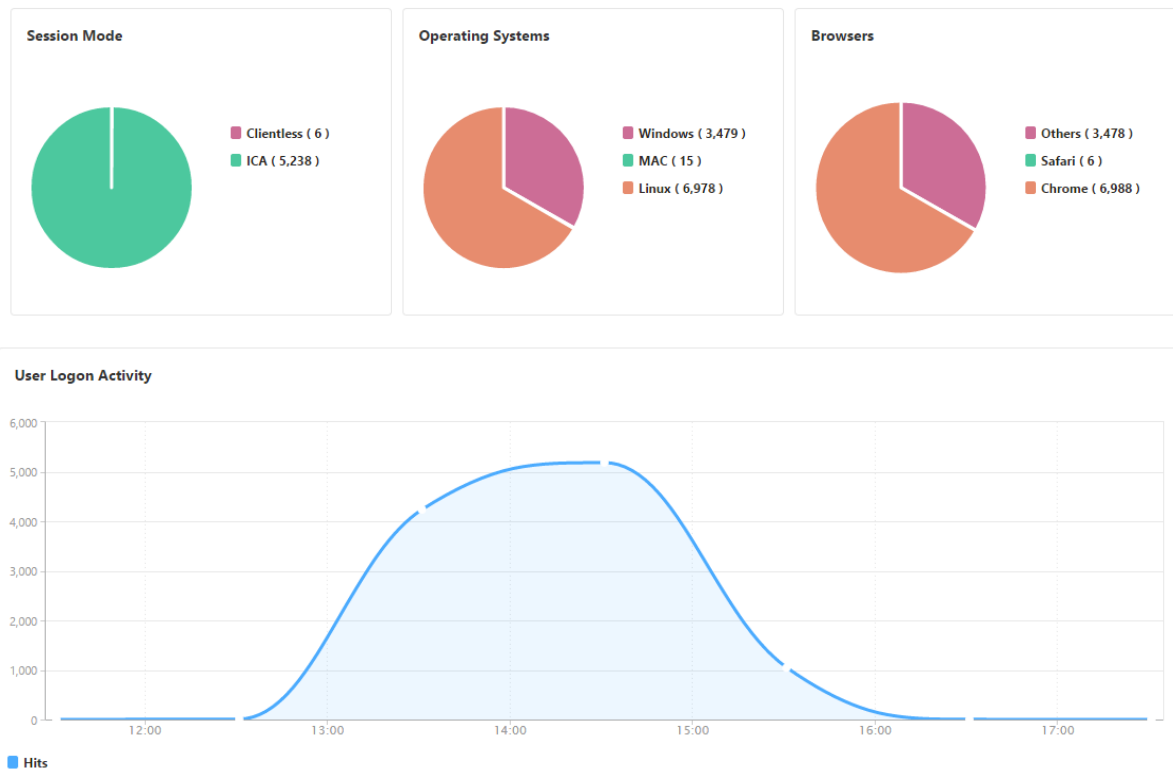 Session Mode
Clientless ( 6 )
ICA ( 5,238 )
Operating Systems
Windows ( 3,479 )
MAC ( 15 )
Linux ( 6,978 )
Browsers
Others ( 3,478 )
Safari ( 6 )
Chrome ( 6,988 )
User Logon Activity
6,000
5,000
4,000
3,000
2,000
1,000
0
12:00 13:00 14:00 15:00 16:00 17:00
Hits